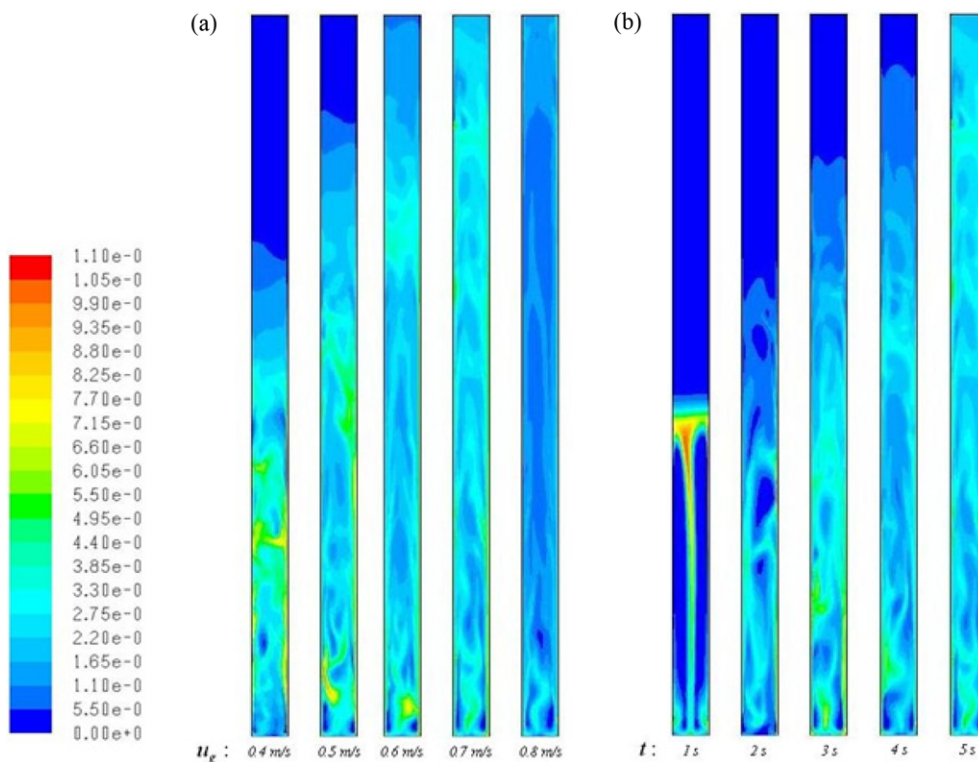 (a)
(b)
1.10e-0
1.05e-0
9.90e-0
9.35e-0
8.80e-0
8.25e-0
7.70e-0
7.15e-0
6.60e-0
6.05e-0
5.50e-0
4.95e-0
4.40e-0
3.85e-0
3.30e-0
2.75e-0
2.20e-0
1.65e-0
1.10e-0
5.50e-0
0.00e+0
u_g : 0.4 m/s 0.5 m/s 0.6 m/s 0.7 m/s 0.8 m/s
t : 1 s 2 s 3 s 4 s 5 s